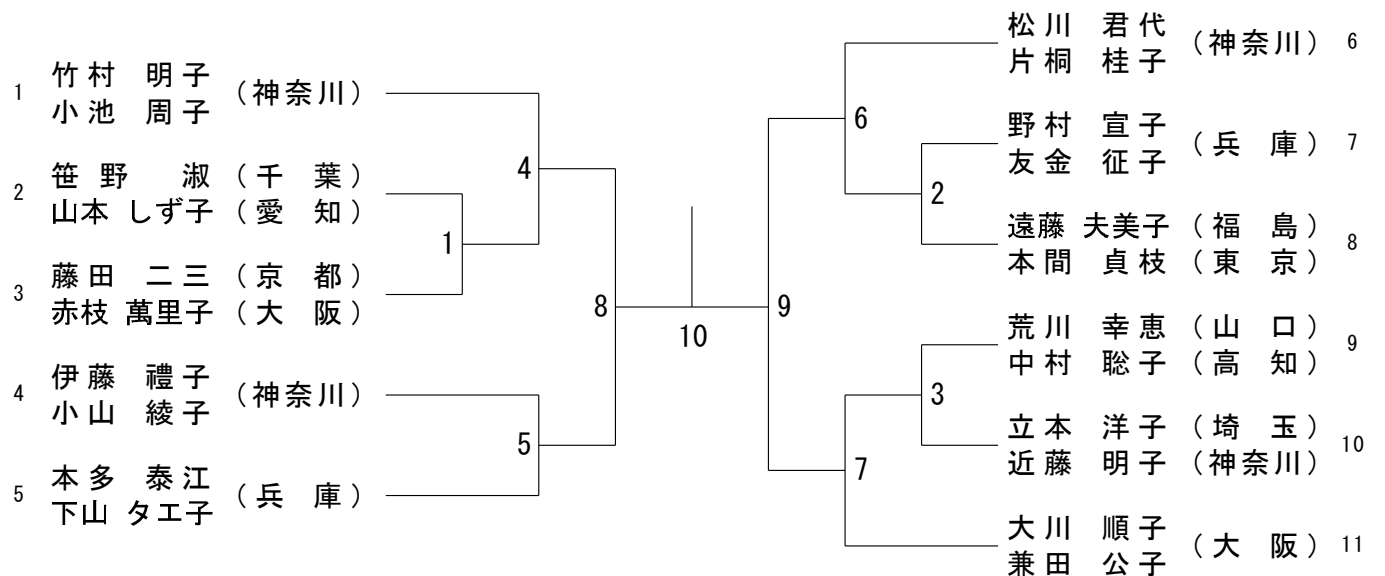 1 竹村 明子 (神奈川)
小池 周子
2 笹野 淑 (千葉)
山本 しず子 (愛知)
3 藤田 二三 (京都)
赤枝 萬里子 (大阪)
4 伊藤 禮子 (神奈川)
小山 綾子
5 本多 泰江 (兵庫)
下山 タエ子
1
4
5
8
10
9
6
2
3
7
松川 君代 (神奈川) 6
片桐 桂子
野村 宣子 (兵庫) 7
友金 征子
遠藤 夫美子 (福島) 8
本間 貞枝 (東京)
荒川 幸恵 (山口) 9
中村 聡子 (高知)
立本 洋子 (埼玉) 10
近藤 明子 (神奈川)
大川 順子 (大阪) 11
兼田 公子